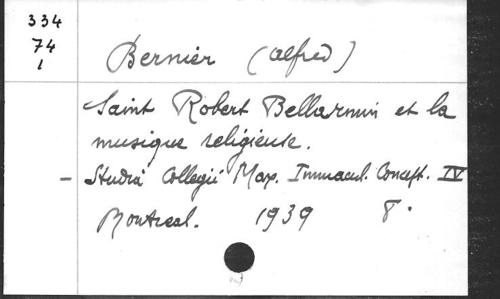 334
74
1
Bernier (Alfred)
Saint Robert Bellarmin et la
musique religieuse.
- Studia Collegii Max. Immacul. Concept. IV
Montreal. 1939 8°